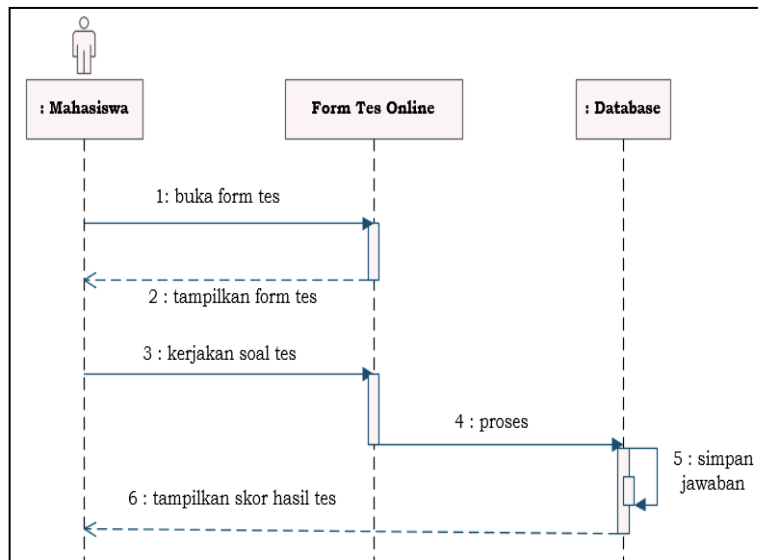 : Mahasiswa
Form Tes Online
: Database
1: buka form tes
2 : tampilkan form tes
3 : kerjakan soal tes
4 : proses
5 : simpan
jawaban
6 : tampilkan skor hasil tes